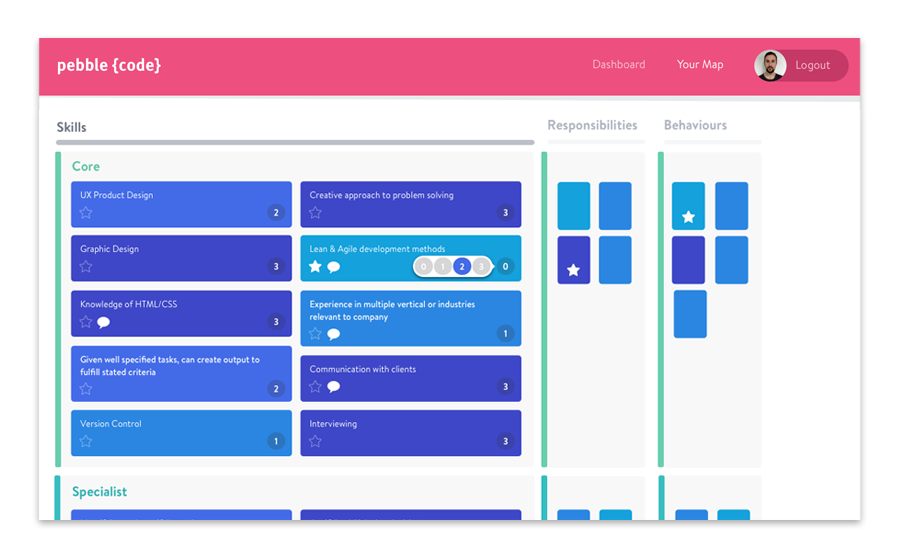 pebble {code}
Dashboard
Your Map
Logout
Skills
Responsibilities
Behaviours
Core
UX Product Design
2
Creative approach to problem solving
3
Graphic Design
3
Lean & Agile development methods
0 1 2 3 0
Knowledge of HTML/CSS
3
Experience in multiple vertical or industries
relevant to company
1
Given well specified tasks, can create output to
fulfill stated criteria
2
Communication with clients
3
Version Control
1
Interviewing
3
Specialist